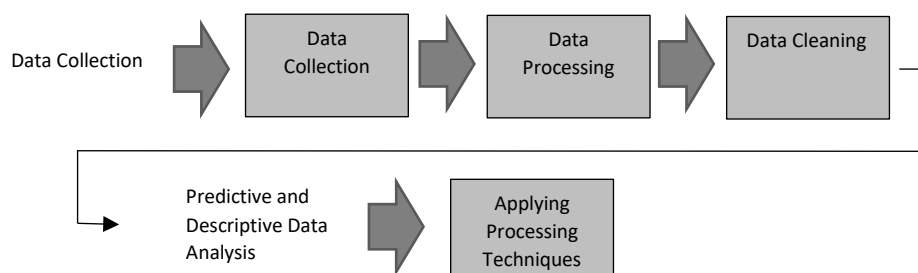 Data Collection
Data
Collection
Data
Processing
Data Cleaning
Predictive and
Descriptive Data
Analysis
Applying
Processing
Techniques